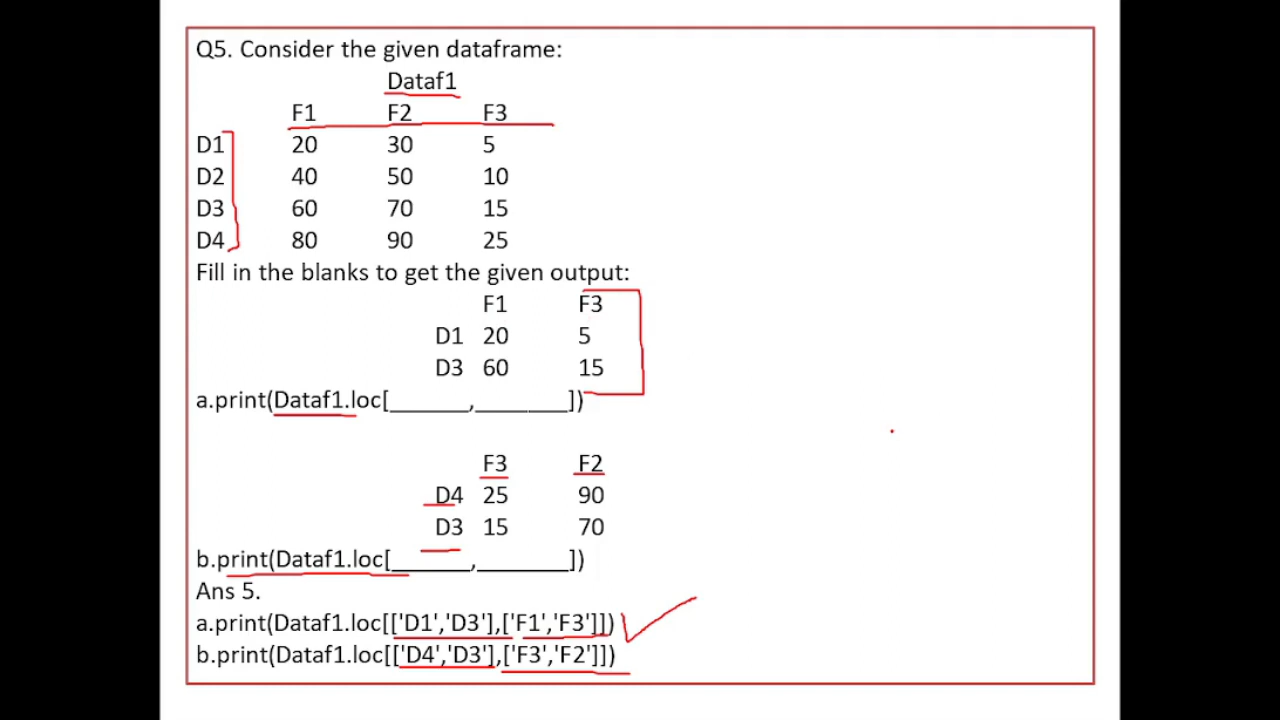 Q5. Consider the given dataframe:
Dataf1
F1 F2 F3
D1 20 30 5
D2 40 50 10
D3 60 70 15
D4 80 90 25
Fill in the blanks to get the given output:
F1 F3
D1 20 5
D3 60 15
a.print(Dataf1.loc[______,_______])
F3 F2
D4 25 90
D3 15 70
b.print(Dataf1.loc[______,_______])
Ans 5.
a.print(Dataf1.loc[['D1','D3'],['F1','F3']])
b.print(Dataf1.loc[['D4','D3'],['F3','F2']])